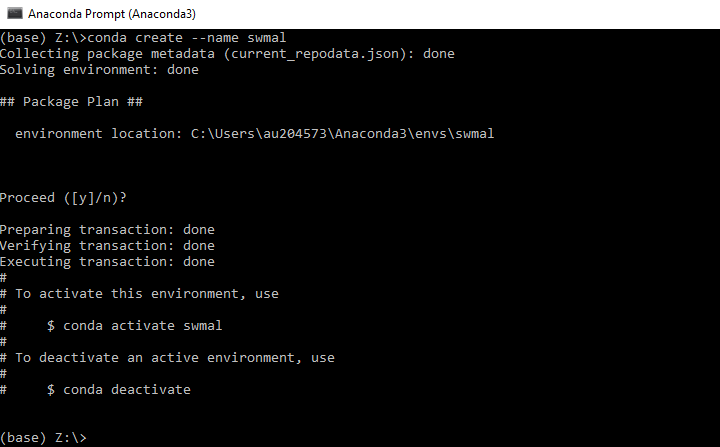 Anaconda Prompt (Anaconda3)
(base) Z:\>conda create --name swmal
Collecting package metadata (current_repodata.json): done
Solving environment: done
## Package Plan ##
environment location: C:\Users\au204573\Anaconda3\envs\swmal
Proceed ([y]/n)?
Preparing transaction: done
Verifying transaction: done
Executing transaction: done
#
# To activate this environment, use
#
#     $ conda activate swmal
#
# To deactivate an active environment, use
#
#     $ conda deactivate
(base) Z:\>